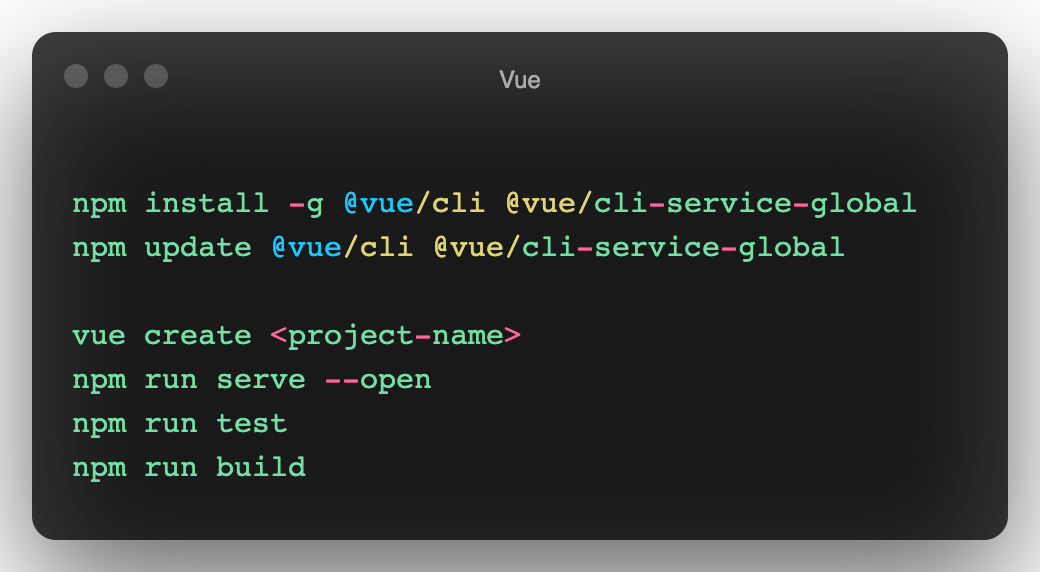 Vue
npm install -g @vue/cli @vue/cli-service-global
npm update @vue/cli @vue/cli-service-global
vue create <project-name>
npm run serve --open
npm run test
npm run build